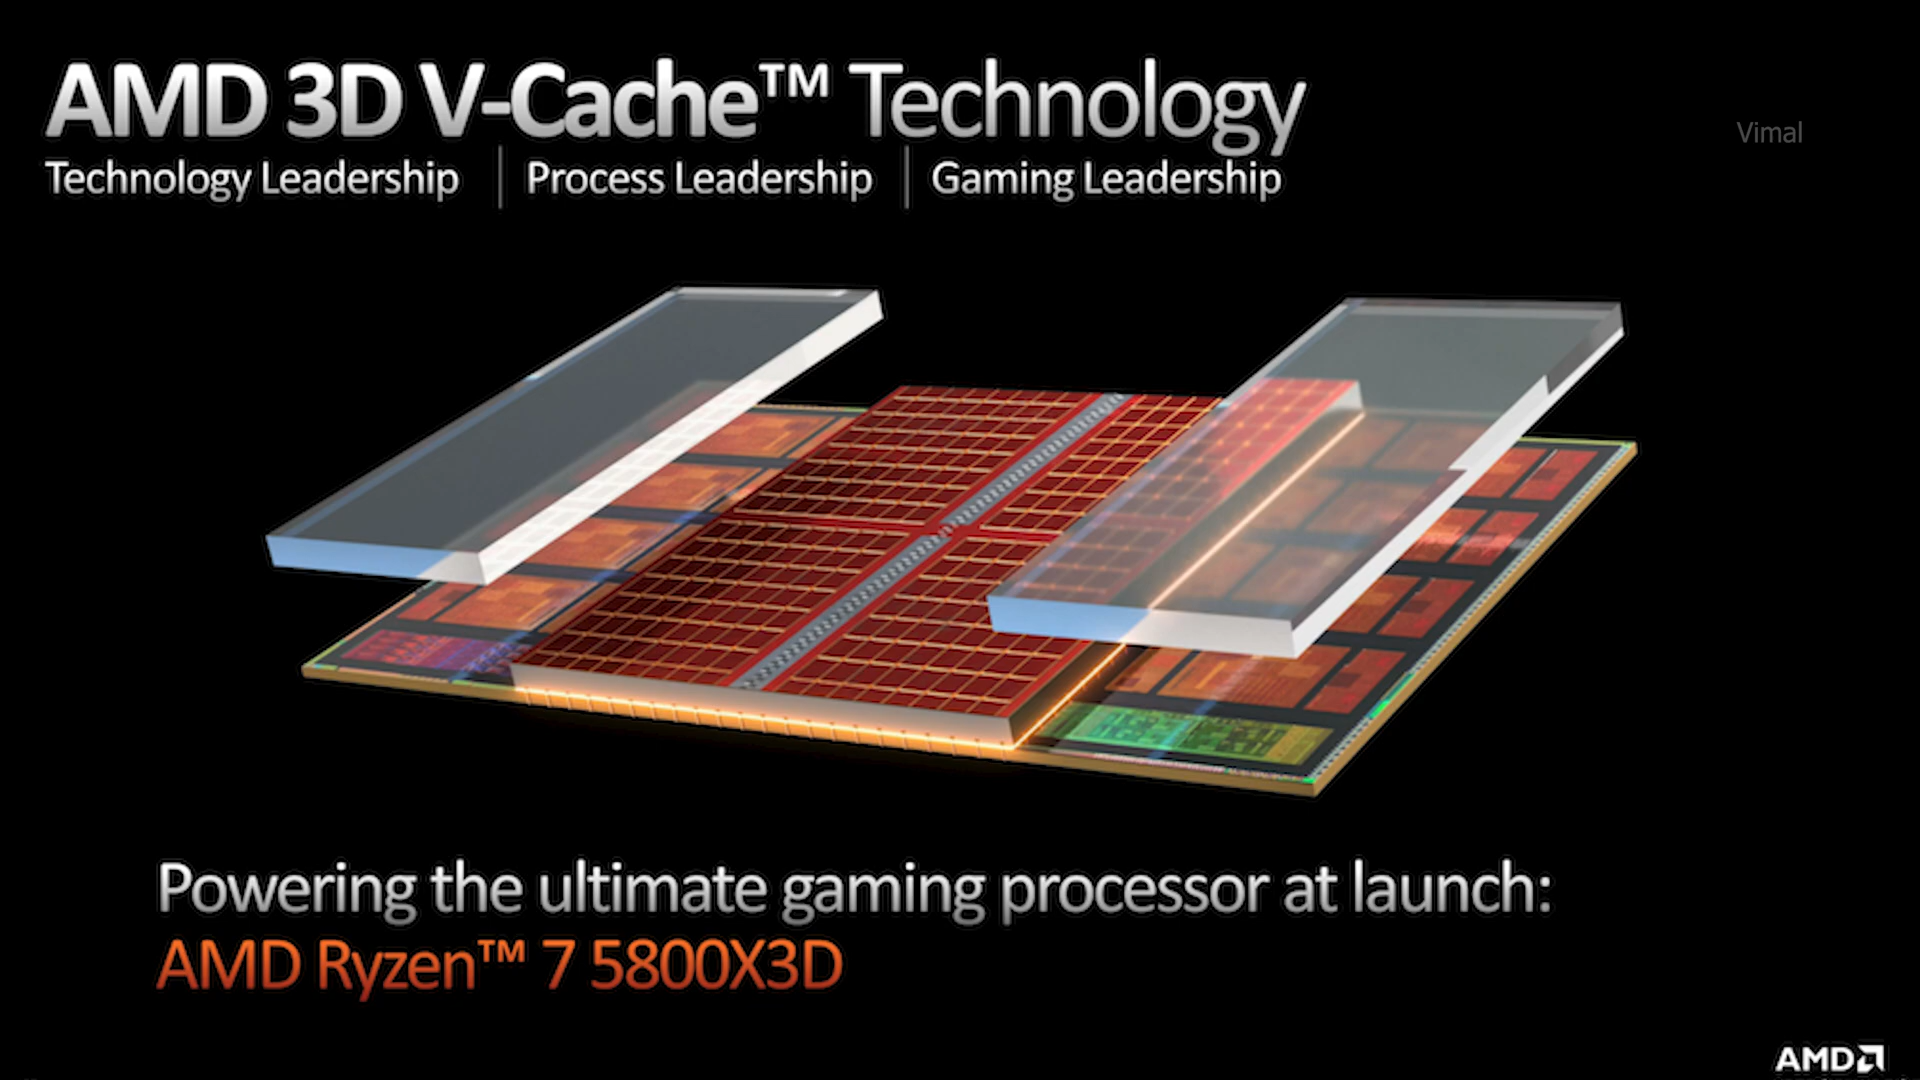 AMD 3D V-Cache™ Technology
Technology Leadership | Process Leadership | Gaming Leadership
Vimal
Powering the ultimate gaming processor at launch:
AMD Ryzen™ 7 5800X3D
AMD